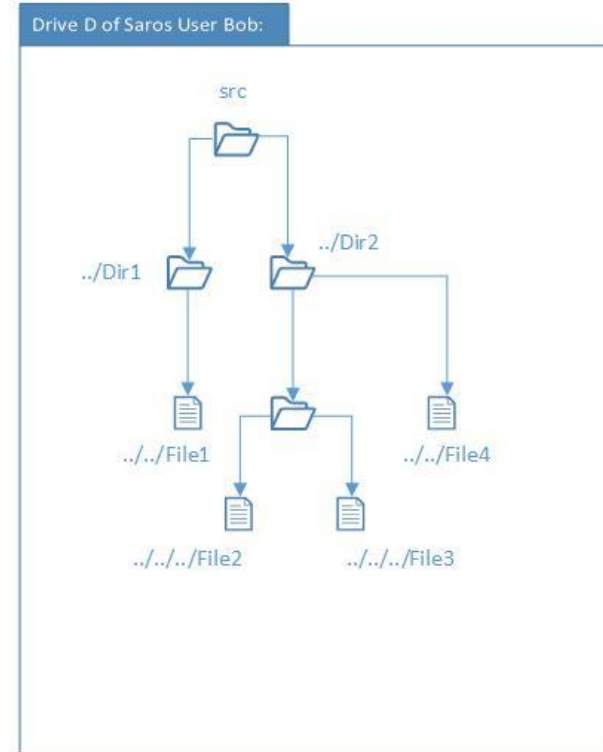 Drive D of Saros User Bob:
src
../Dir1
../Dir2
../../File1
../../File4
../../../File2
../../../File3